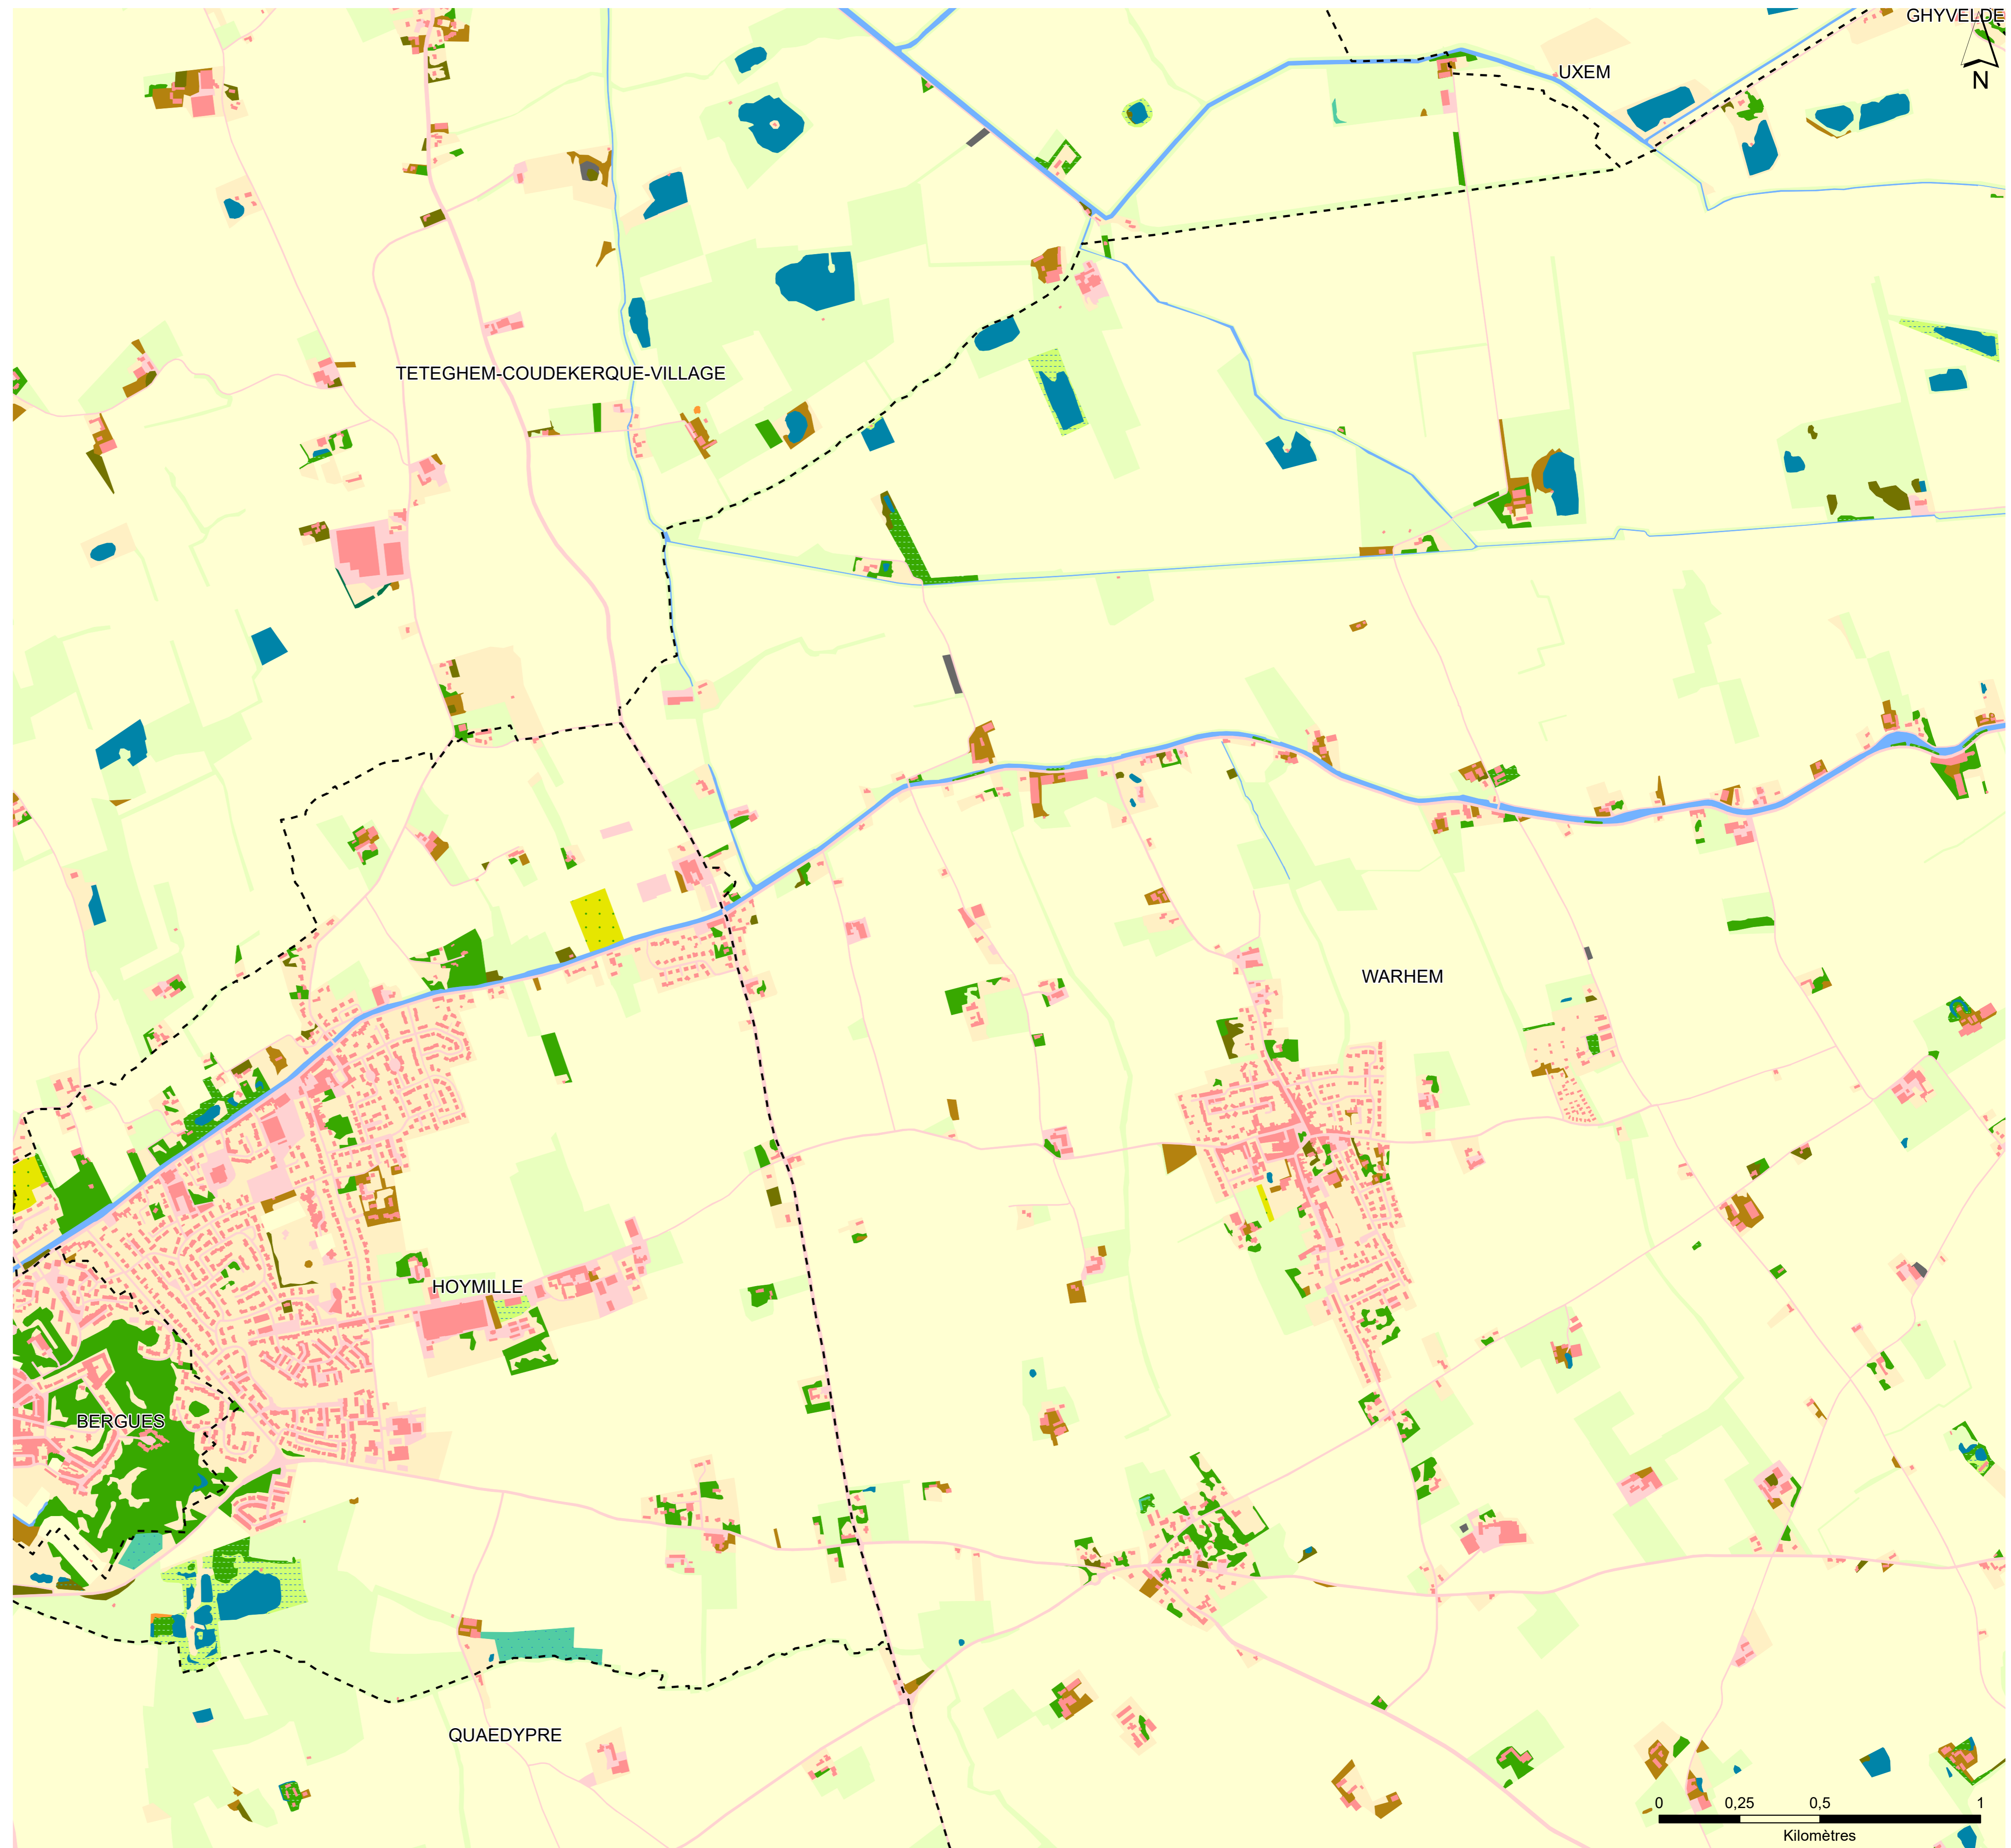 GHYVELDE
UXEM
N
TETEGHEM-COUDEKERQUE-VILLAGE
WARHEM
HOYMILLE
BERGUES
QUAEDYPRE
0 0,25 0,5 1
Kilomètres